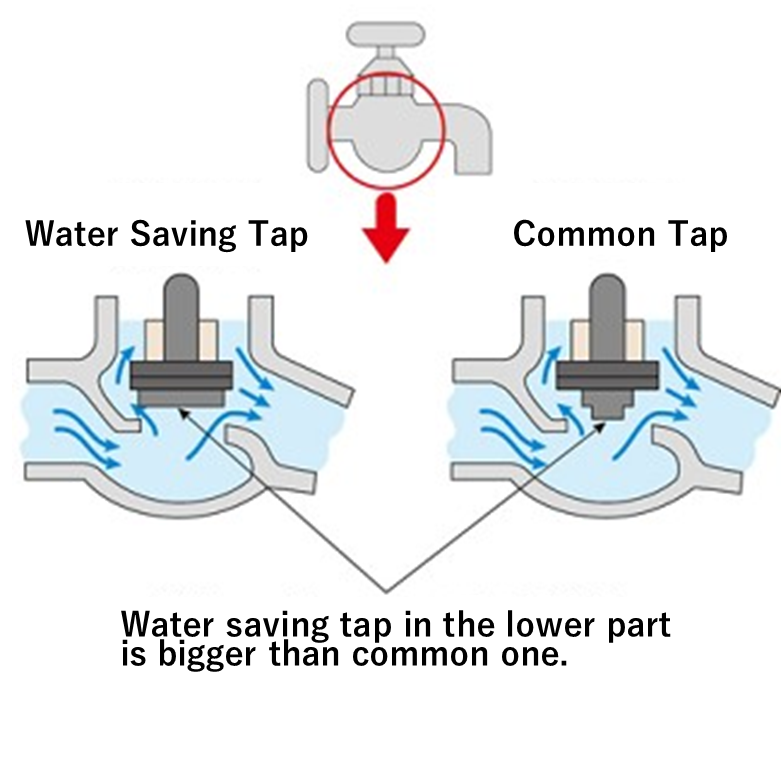 Water Saving Tap
Common Tap
Water saving tap in the lower part
is bigger than common one.